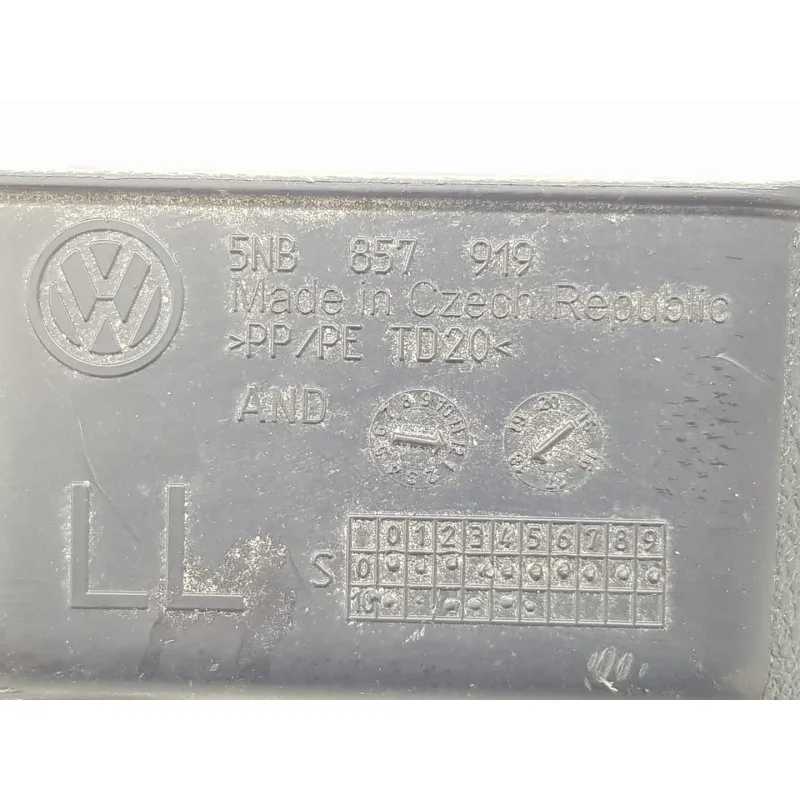 5NB 857 919
Made in Czech Republic
>PP/PE TD20<
AND
LL
0 1 2 3 4 5 6 7 8 9
S 0
10